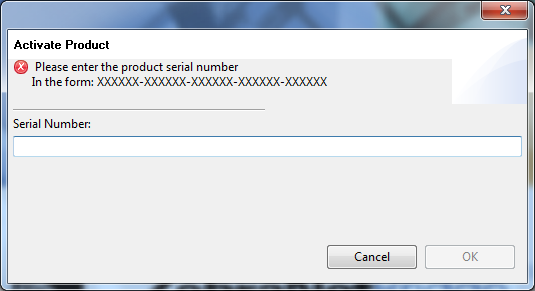 Activate Product
Please enter the product serial number
In the form: XXXXXX-XXXXXX-XXXXXX-XXXXXX-XXXXXX
Serial Number:
Cancel
OK